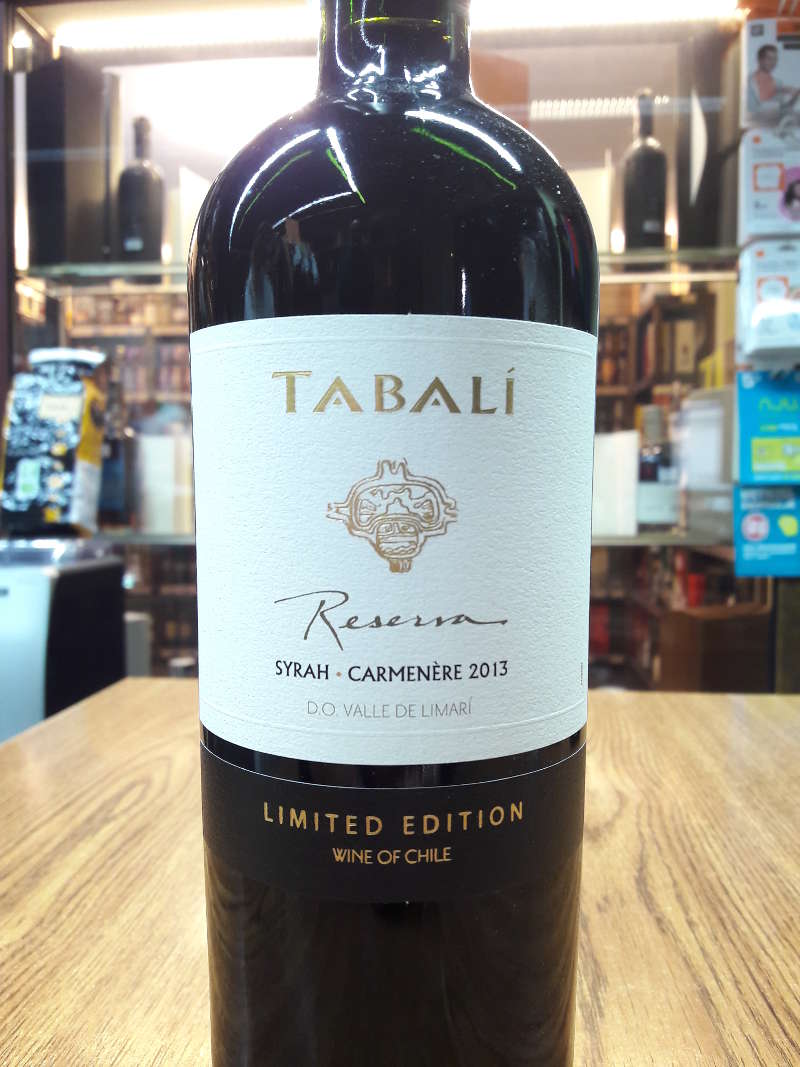 TABALÍ
Reserva
SYRAH • CARMENÈRE 2013
D.O. VALLE DE LIMARÍ
LIMITED EDITION
WINE OF CHILE